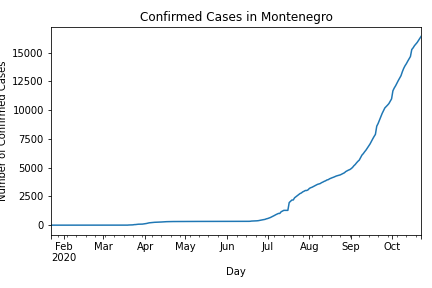 Confirmed Cases in Montenegro
Number of Confirmed Cases
15000
12500
10000
7500
5000
2500
0
Feb Mar Apr May Jun Jul Aug Sep Oct
2020
Day